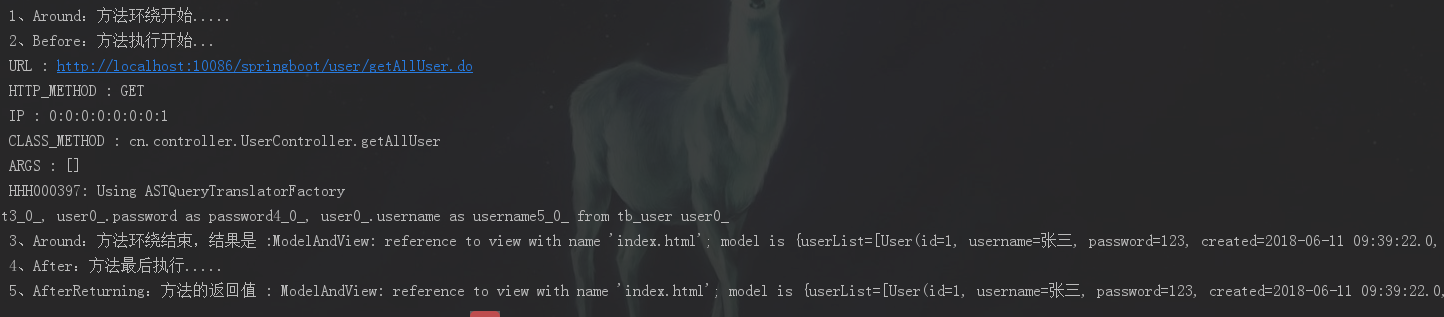 1、Around：方法环绕开始.....
2、Before：方法执行开始...
URL : http://localhost:10086/springboot/user/getAllUser.do
HTTP_METHOD : GET
IP : 0:0:0:0:0:0:0:1
CLASS_METHOD : cn.controller.UserController.getAllUser
ARGS : []
HHH000397: Using ASTQueryTranslatorFactory
t3_0_, user0_.password as password4_0_, user0_.username as username5_0_ from tb_user user0_
3、Around：方法环绕结束，结果是 :ModelAndView: reference to view with name 'index.html'; model is {userList=[User(id=1, username=张三, password=123, created=2018-06-11 09:39:22.0,
4、After：方法最后执行.....
5、AfterReturning：方法的返回值 : ModelAndView: reference to view with name 'index.html'; model is {userList=[User(id=1, username=张三, password=123, created=2018-06-11 09:39:22.0,